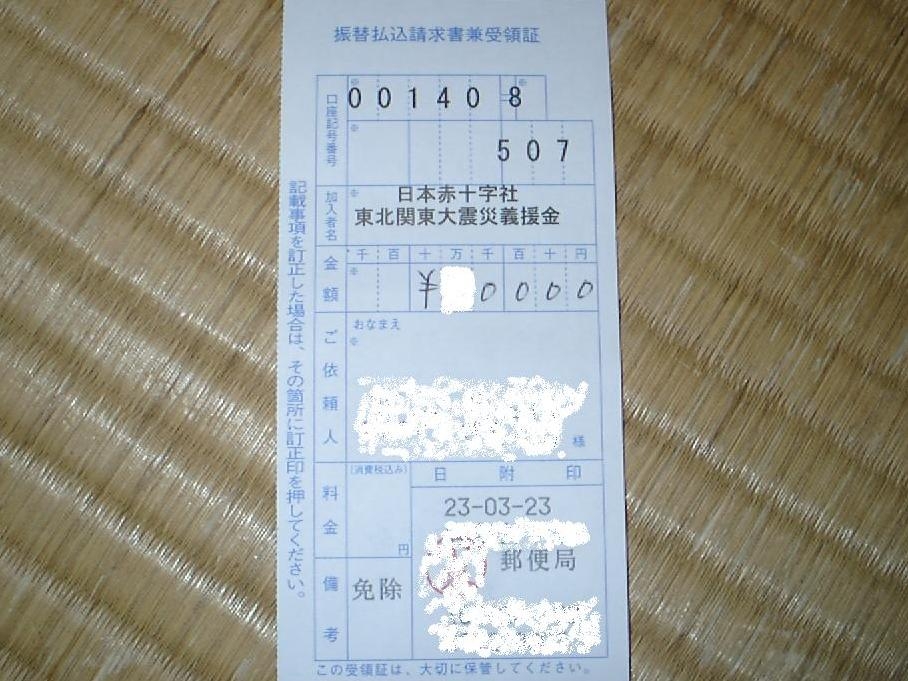 振替払込請求書兼受領証
口座記号番号
※ ※
00140 8
※
507
加入者名
※
日本赤十字社
東北関東大震災義援金
金額
千百十万千百十円
※
¥ 0000
ご依頼人
おなまえ
※
様
料金
(消費税込み)
円
日附印
23-03-23
郵便局
備考
免除
記載事項を訂正した場合は、その箇所に訂正印を押してください。
この受領証は、大切に保管してください。